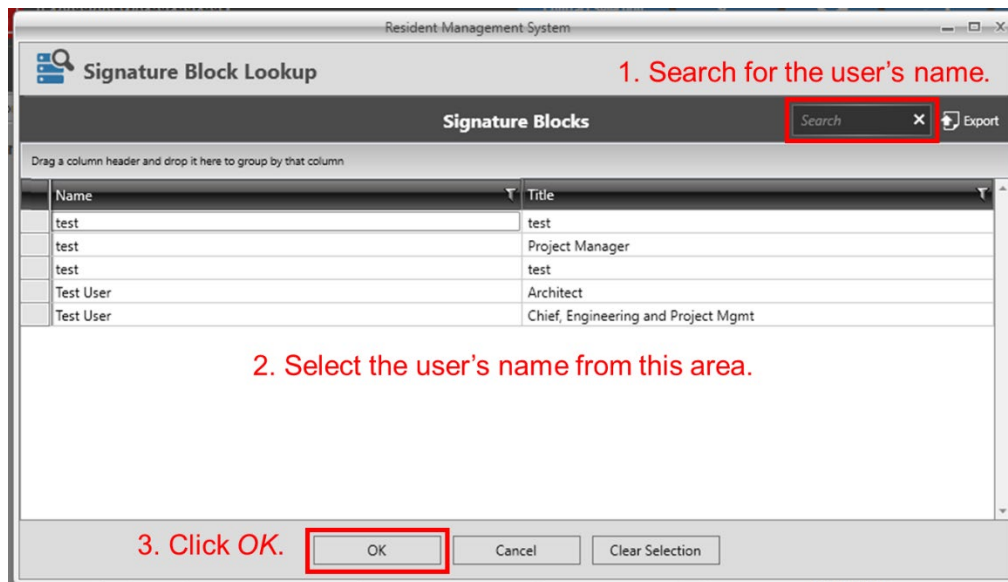 Resident Management System
Signature Block Lookup
1. Search for the user’s name.
Signature Blocks
Search
Export
Drag a column header and drop it here to group by that column
Name Title
test test
test Project Manager
test test
Test User Architect
Test User Chief, Engineering and Project Mgmt
2. Select the user’s name from this area.
3. Click OK.
OK Cancel Clear Selection